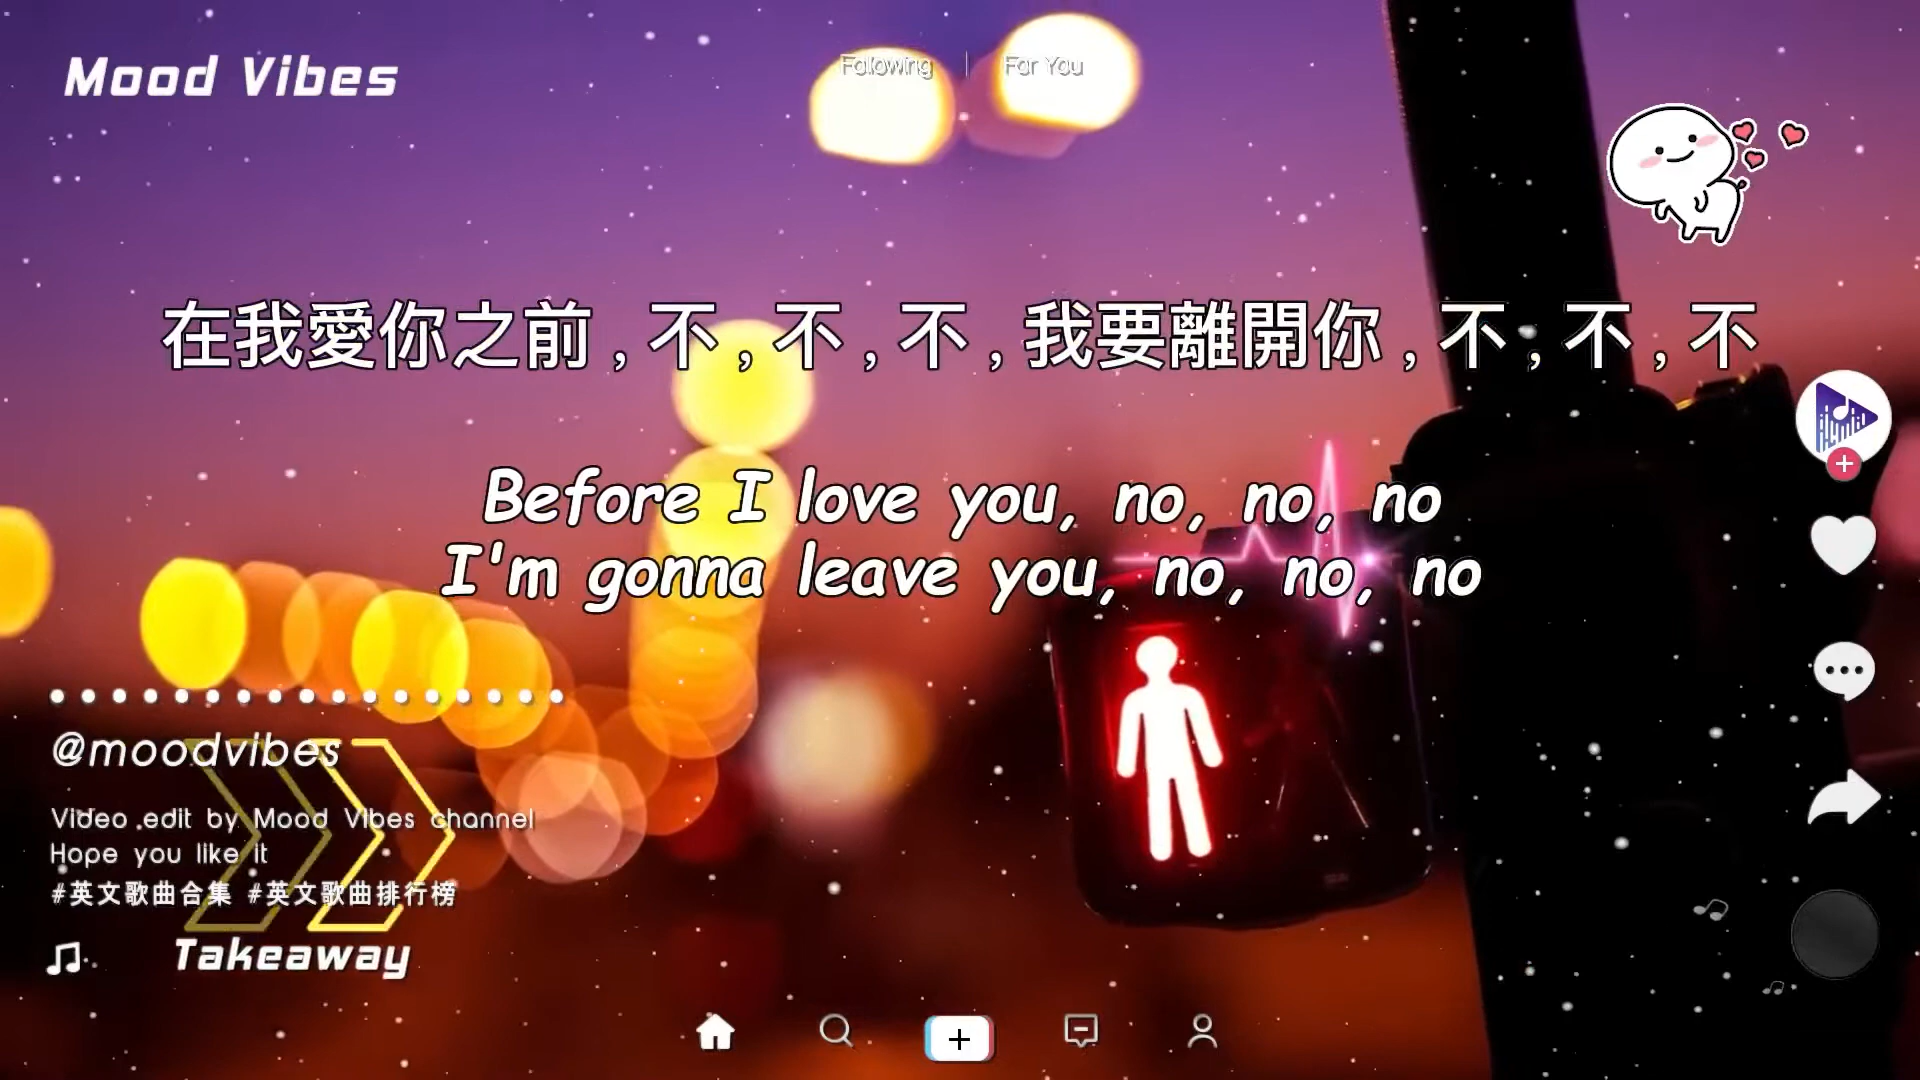 Mood Vibes
Following | For You
在我愛你之前 , 不 , 不 , 不 , 我要離開你 , 不 , 不 , 不
Before I love you, no, no, no
I'm gonna leave you, no, no, no
@moodvibes
Video edit by Mood Vibes channel
Hope you like it
#英文歌曲合集 #英文歌曲排行榜
Takeaway